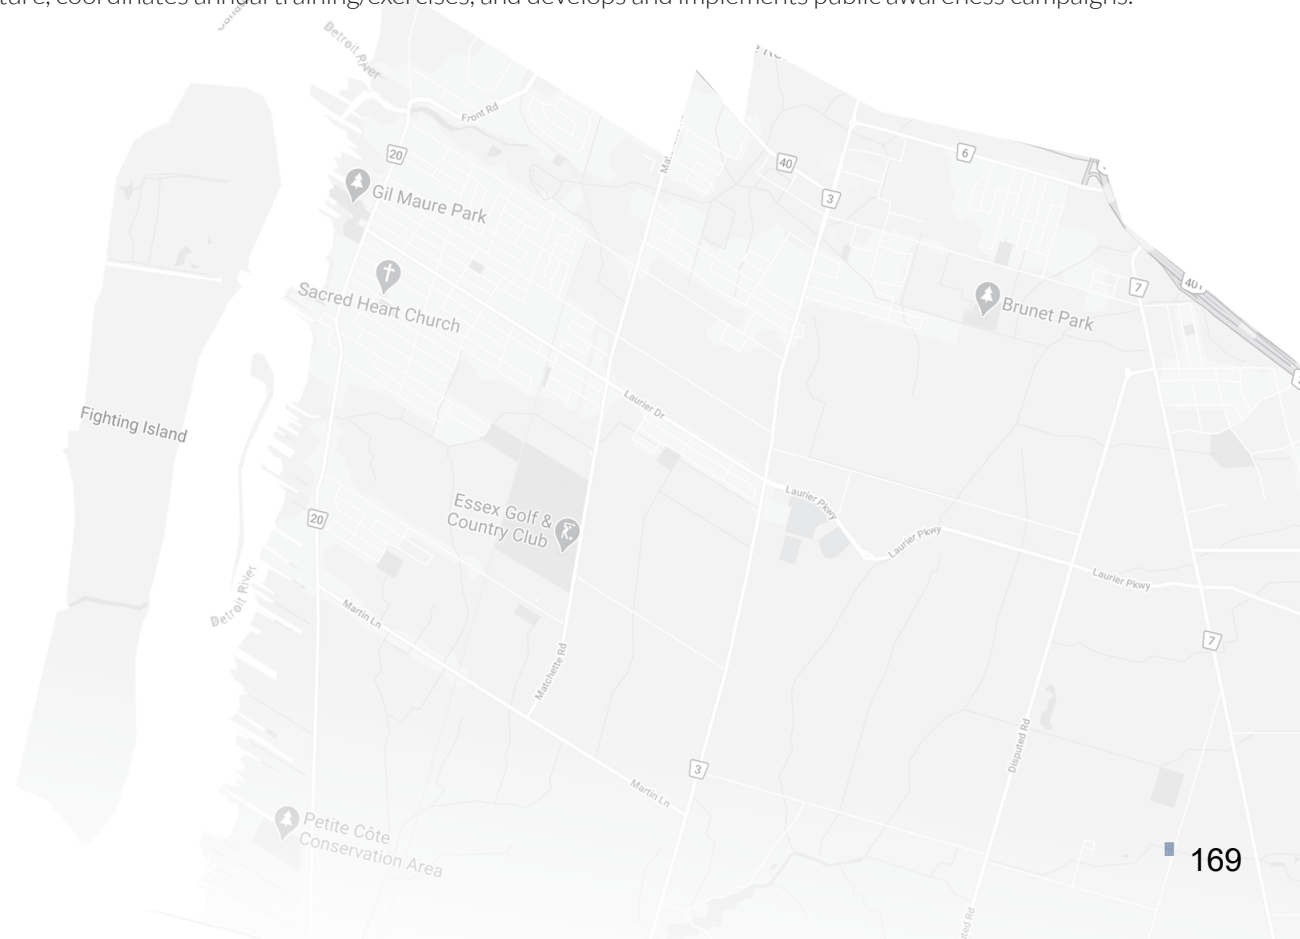 ture, coordinates annual training/exercises, and develops and implements public awareness campaigns.
Detroit River
Front Rd
20
40
6
3
Gil Maure Park
7
401
Sacred Heart Church
Brunet Park
Laurier Dr
Fighting Island
Laurier Pkwy
Essex Golf &
Country Club
20
Laurier Pkwy
Laurier Pkwy
Detroit River
Martin Ln
7
Matchette Rd
Disputed Rd
3
Martin Ln
Petite Côte
Conservation Area
169